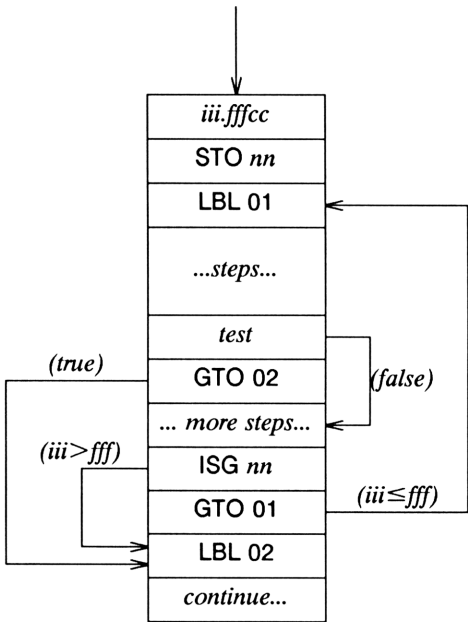 iii.fffcc
STO nn
LBL 01
...steps...
test
(true)
GTO 02
(false)
... more steps...
(iii>fff)
ISG nn
(iii≤fff)
GTO 01
LBL 02
continue...